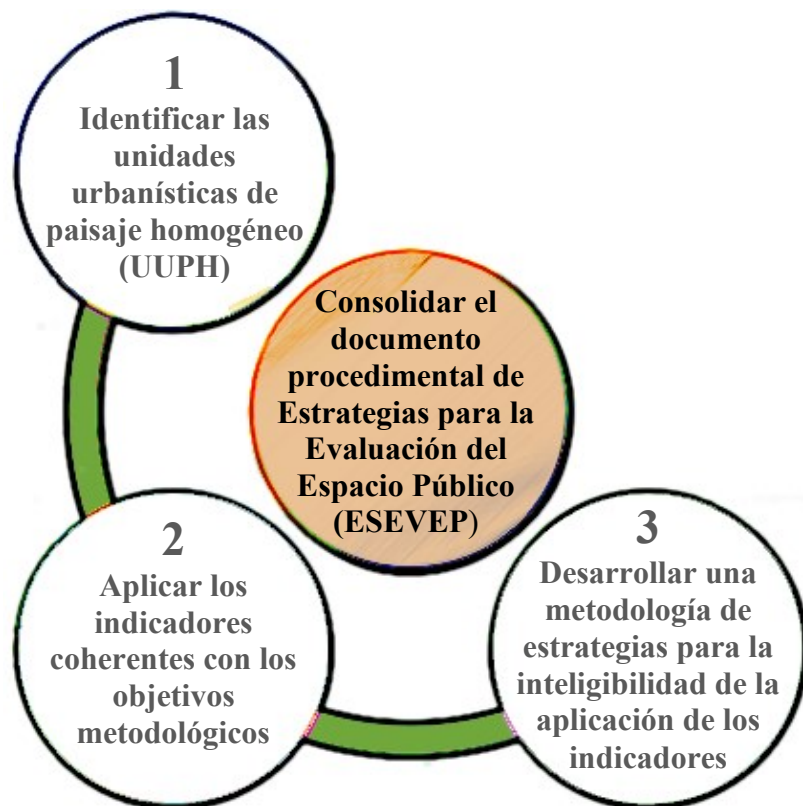 1
Identificar las
unidades
urbanísticas de
paisaje homogéneo
(UUPH)
Consolidar el
documento
procedimental de
Estrategias para la
Evaluación del
Espacio Público
(ESEVEP)
2
Aplicar los
indicadores
coherentes con los
objetivos
metodológicos
3
Desarrollar una
metodología de
estrategias para la
inteligibilidad de la
aplicación de los
indicadores